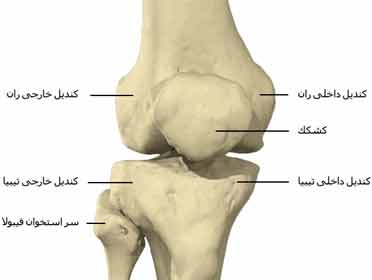 کندیل خارجی ران
کندیل داخلی ران
کشکک
کندیل خارجی تیبیا
کندیل داخلی تیبیا
سر استخوان فیبولا